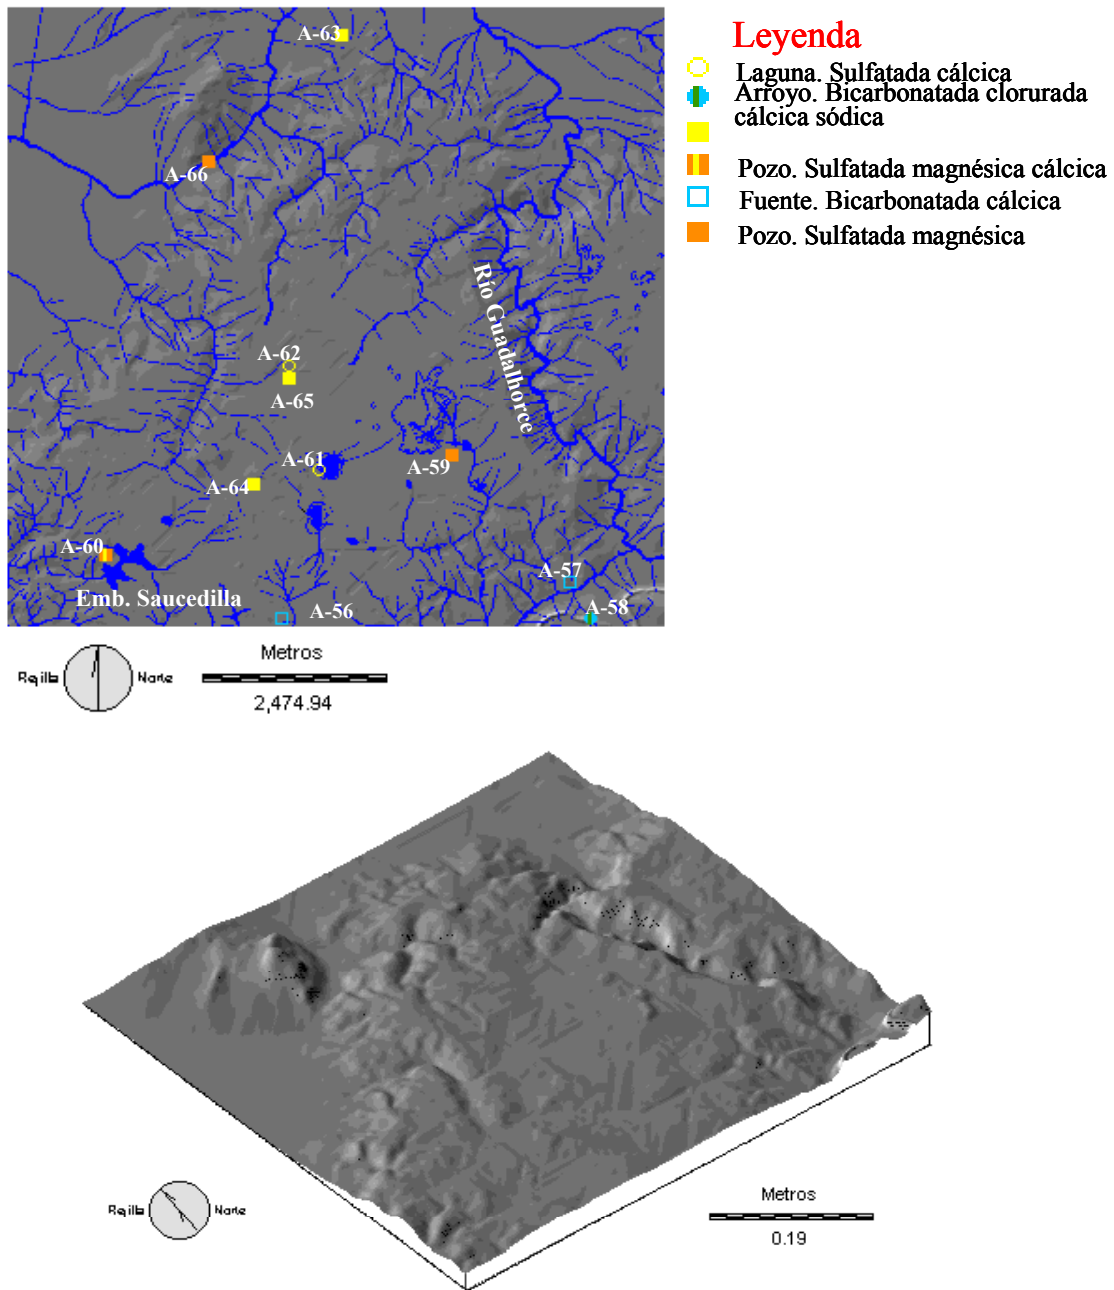 A-63
A-66
Río Guadalhorce
A-62
A-65
A-61
A-59
A-64
A-60
A-57
Emb. Saucedilla
A-56
A-58
Leyenda
Laguna. Sulfatada cálcica
Arroyo. Bicarbonatada clorurada
cálcica sódica
Pozo. Sulfatada magnésica cálcica
Fuente. Bicarbonatada cálcica
Pozo. Sulfatada magnésica
Rejilla
Norte
Metros
2,474.94
Rejilla
Norte
Metros
0.19